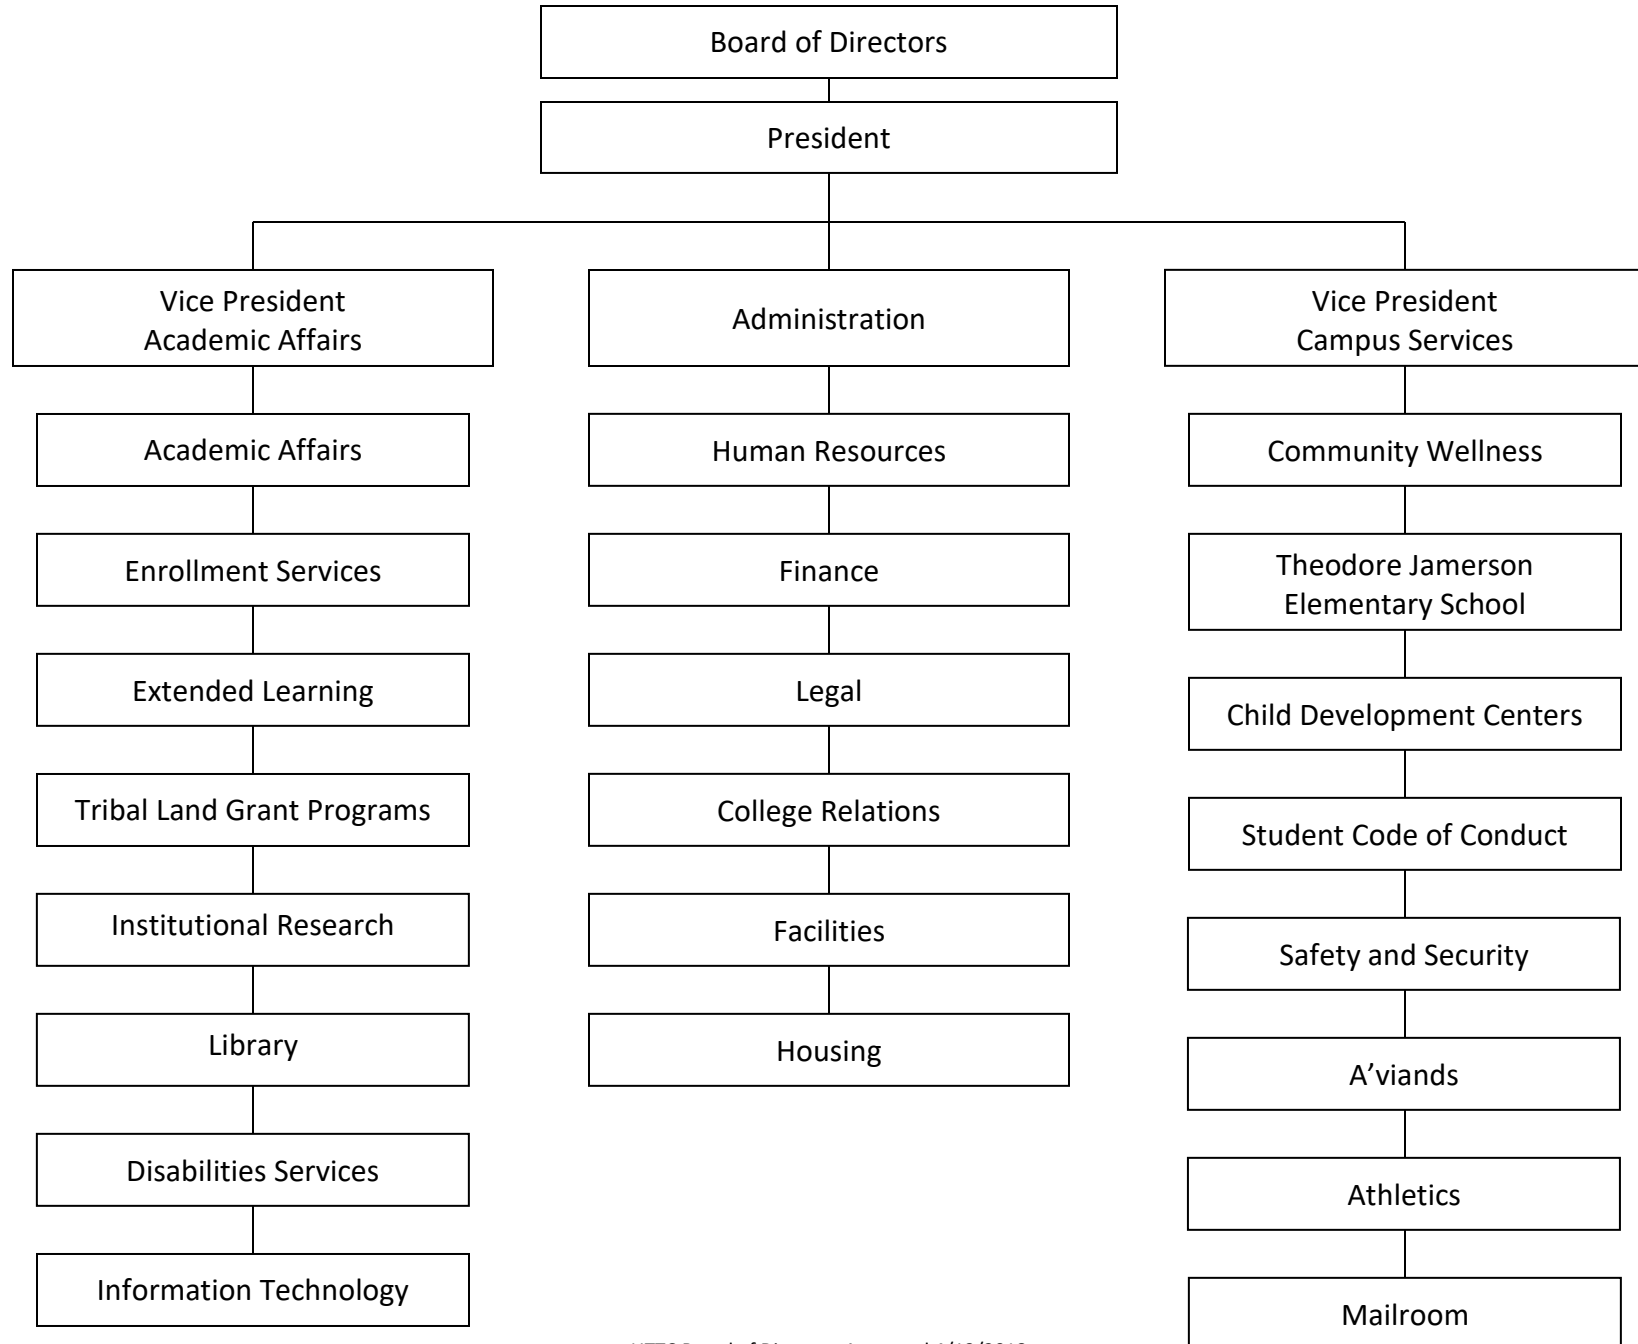 Board of Directors
President
Vice President
Academic Affairs
Administration
Vice President
Campus Services
Academic Affairs
Human Resources
Community Wellness
Enrollment Services
Finance
Theodore Jamerson
Elementary School
Extended Learning
Legal
Child Development Centers
Tribal Land Grant Programs
College Relations
Student Code of Conduct
Institutional Research
Facilities
Safety and Security
Library
Housing
A’viands
Disabilities Services
Athletics
Information Technology
Mailroom